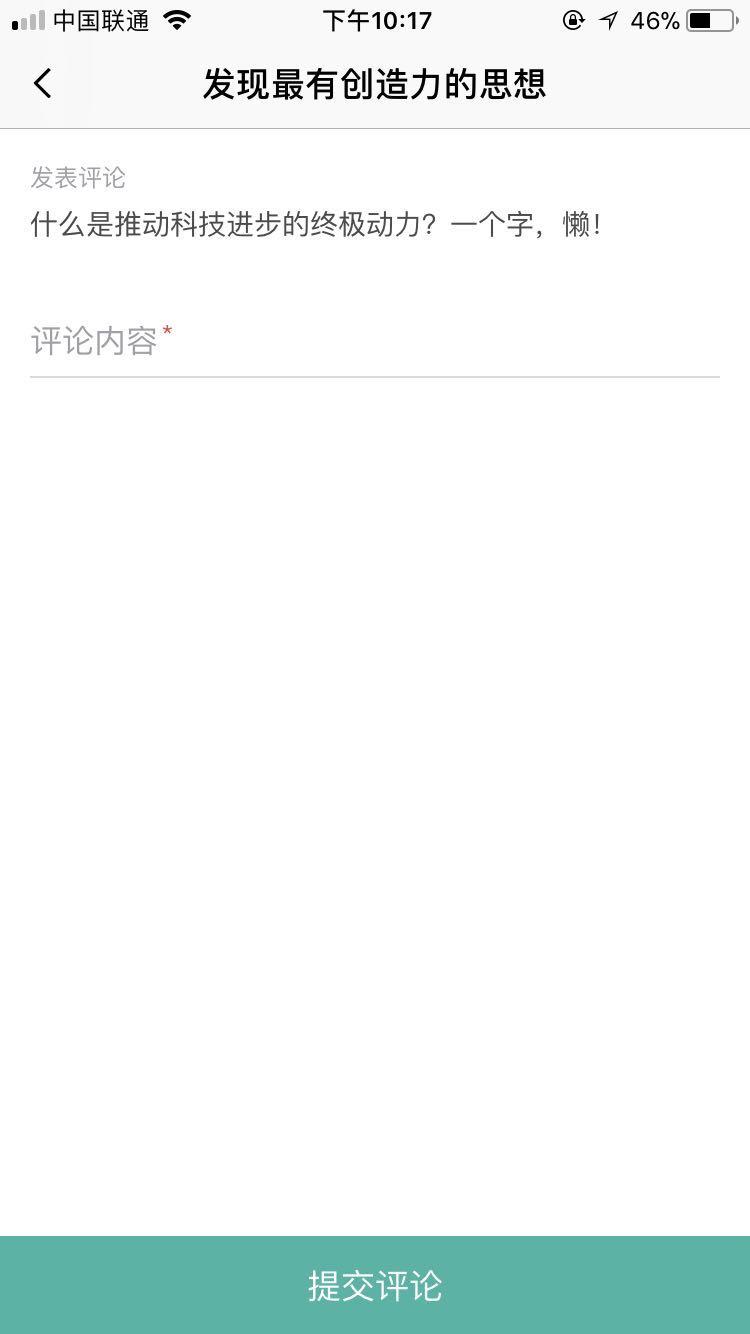 中国联通 下午10:17 46%
发现最有创造力的思想
发表评论
什么是推动科技进步的终极动力？一个字，懒！
评论内容*
提交评论